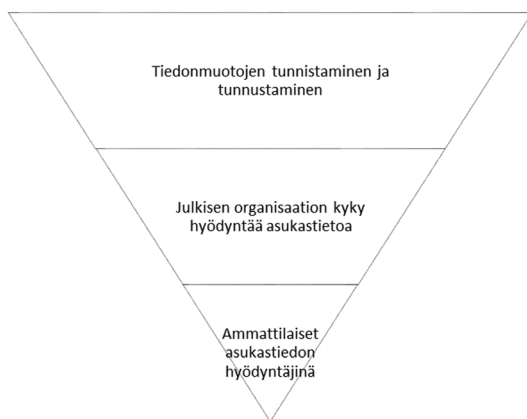 Tiedonmuotojen tunnistaminen ja
tunnustaminen
Julkisen organisaation kyky
hyödyntää asukastietoa
Ammattilaiset
asukastiedon
hyödyntäjinä